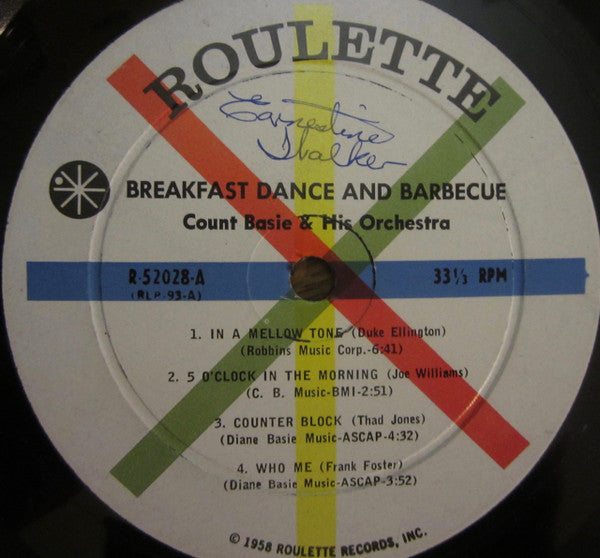 ROULETTE
Earnestine
Walker
BREAKFAST DANCE AND BARBECUE
Count Basie & His Orchestra
R-52028-A 33⅓ RPM
(RLP-93-A)
1. IN A MELLOW TONE (Duke Ellington)
(Robbins Music Corp.-6:41)
2. 5 O'CLOCK IN THE MORNING (Joe Williams)
(C. B. Music-BMI-2:51)
3. COUNTER BLOCK (Thad Jones)
(Diane Basie Music-ASCAP-4:32)
4. WHO ME (Frank Foster)
(Diane Basie Music-ASCAP-3:52)
© 1958 ROULETTE RECORDS, INC.